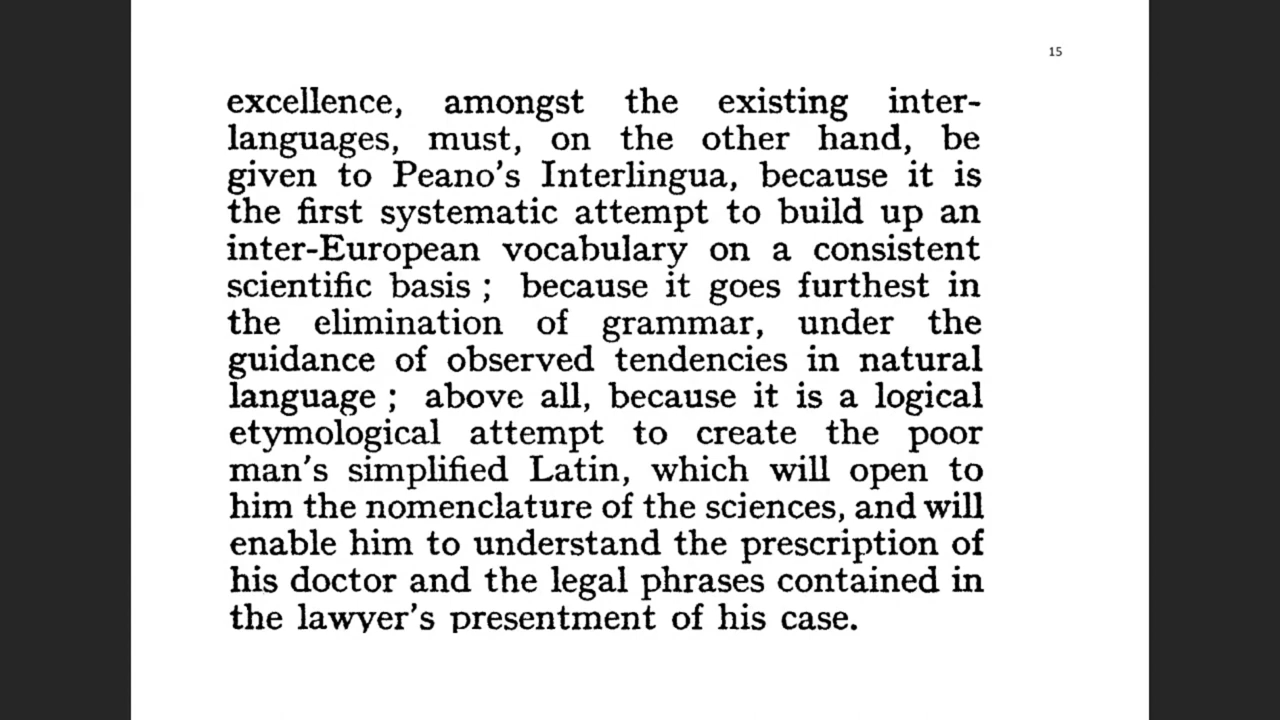 15
excellence, amongst the existing inter-
languages, must, on the other hand, be
given to Peano's Interlingua, because it is
the first systematic attempt to build up an
inter-European vocabulary on a consistent
scientific basis ; because it goes furthest in
the elimination of grammar, under the
guidance of observed tendencies in natural
language ; above all, because it is a logical
etymological attempt to create the poor
man's simplified Latin, which will open to
him the nomenclature of the sciences, and will
enable him to understand the prescription of
his doctor and the legal phrases contained in
the lawyer's presentment of his case.